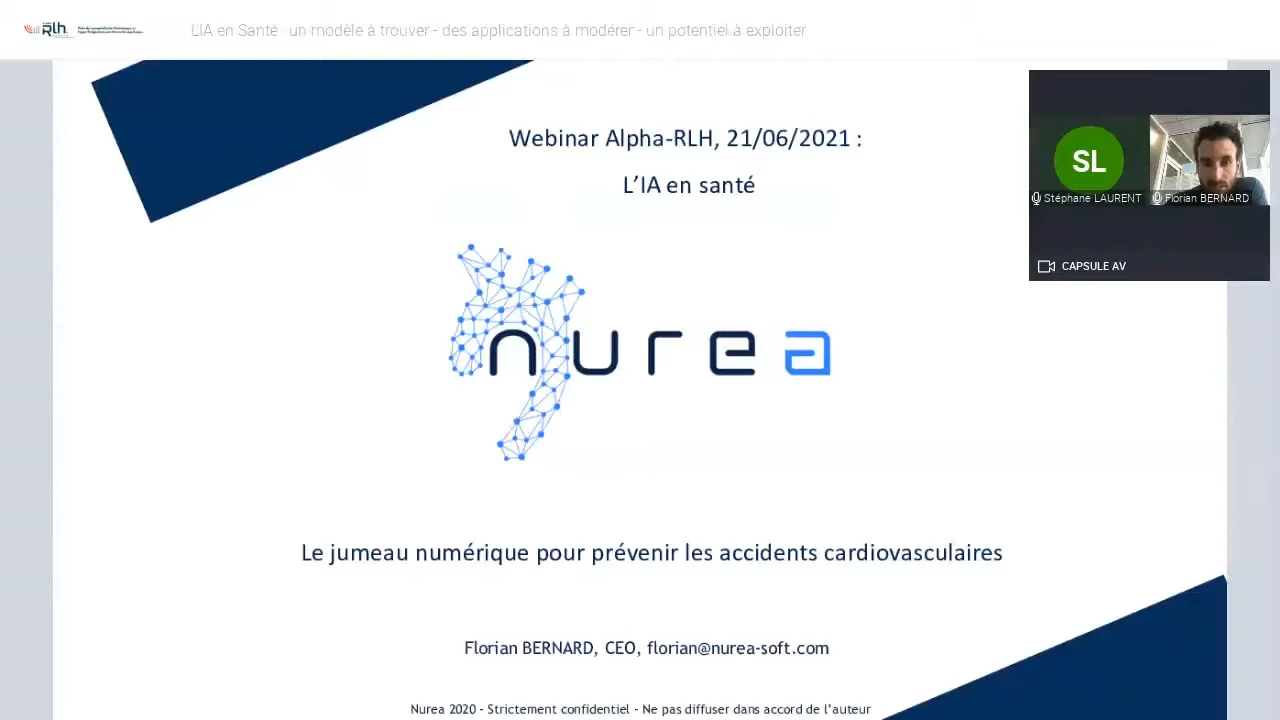 Rlh
L'IA en Santé : un modèle à trouver - des applications à modérer - un potentiel à exploiter
Webinar Alpha-RLH, 21/06/2021 :
L'IA en santé
SL
Stéphane LAURENT
Florian BERNARD
CAPSULE AV
nurea
Le jumeau numérique pour prévenir les accidents cardiovasculaires
Florian BERNARD, CEO, florian@nurea-soft.com
Nurea 2020 - Strictement confidentiel - Ne pas diffuser dans accord de l'auteur